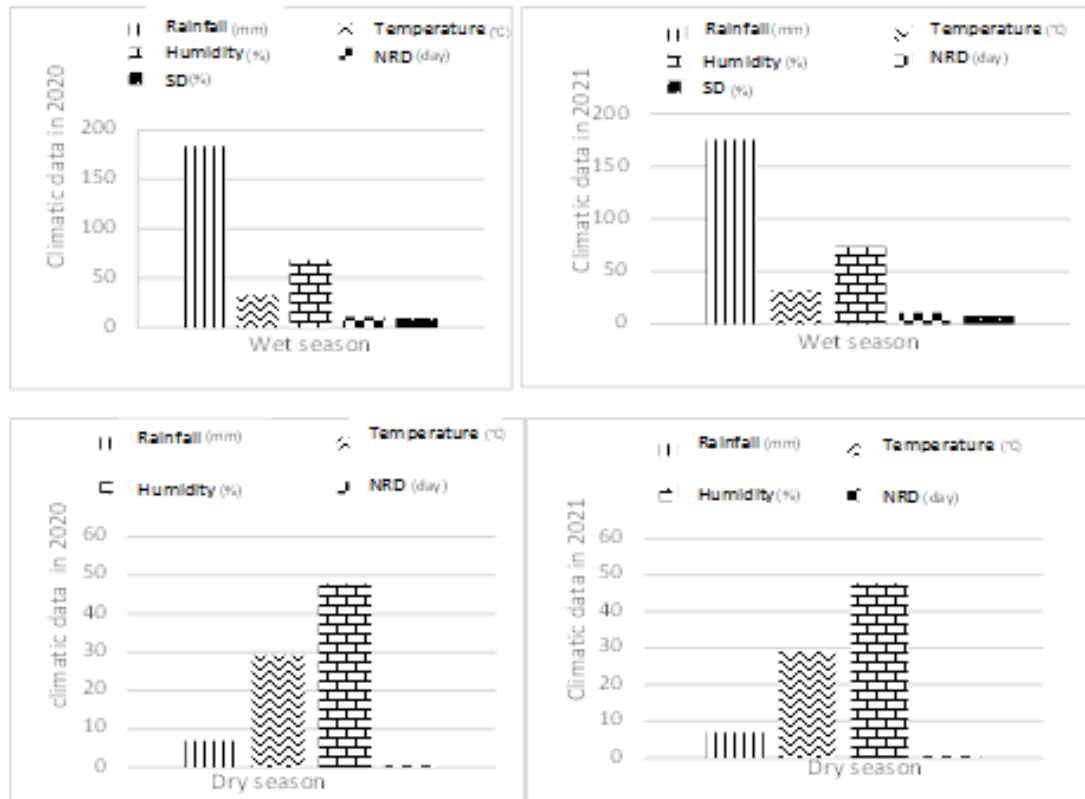 Rainfall (mm) Temperature (°C)
Humidity (%) NRD (day)
SD (%)
Climatic data in 2020
200
150
100
50
0
Wet season
Rainfall (mm) Temperature (°C)
Humidity (%) NRD (day)
SD (%)
Climatic data in 2021
200
150
100
50
0
Wet season
Rainfall (mm) Temperature (°C)
Humidity (%) NRD (day)
climatic data in 2020
60
50
40
30
20
10
0
Dry season
Rainfall (mm) Temperature (°C)
Humidity (%) NRD (day)
Climatic data in 2021
60
50
40
30
20
10
0
Dry season